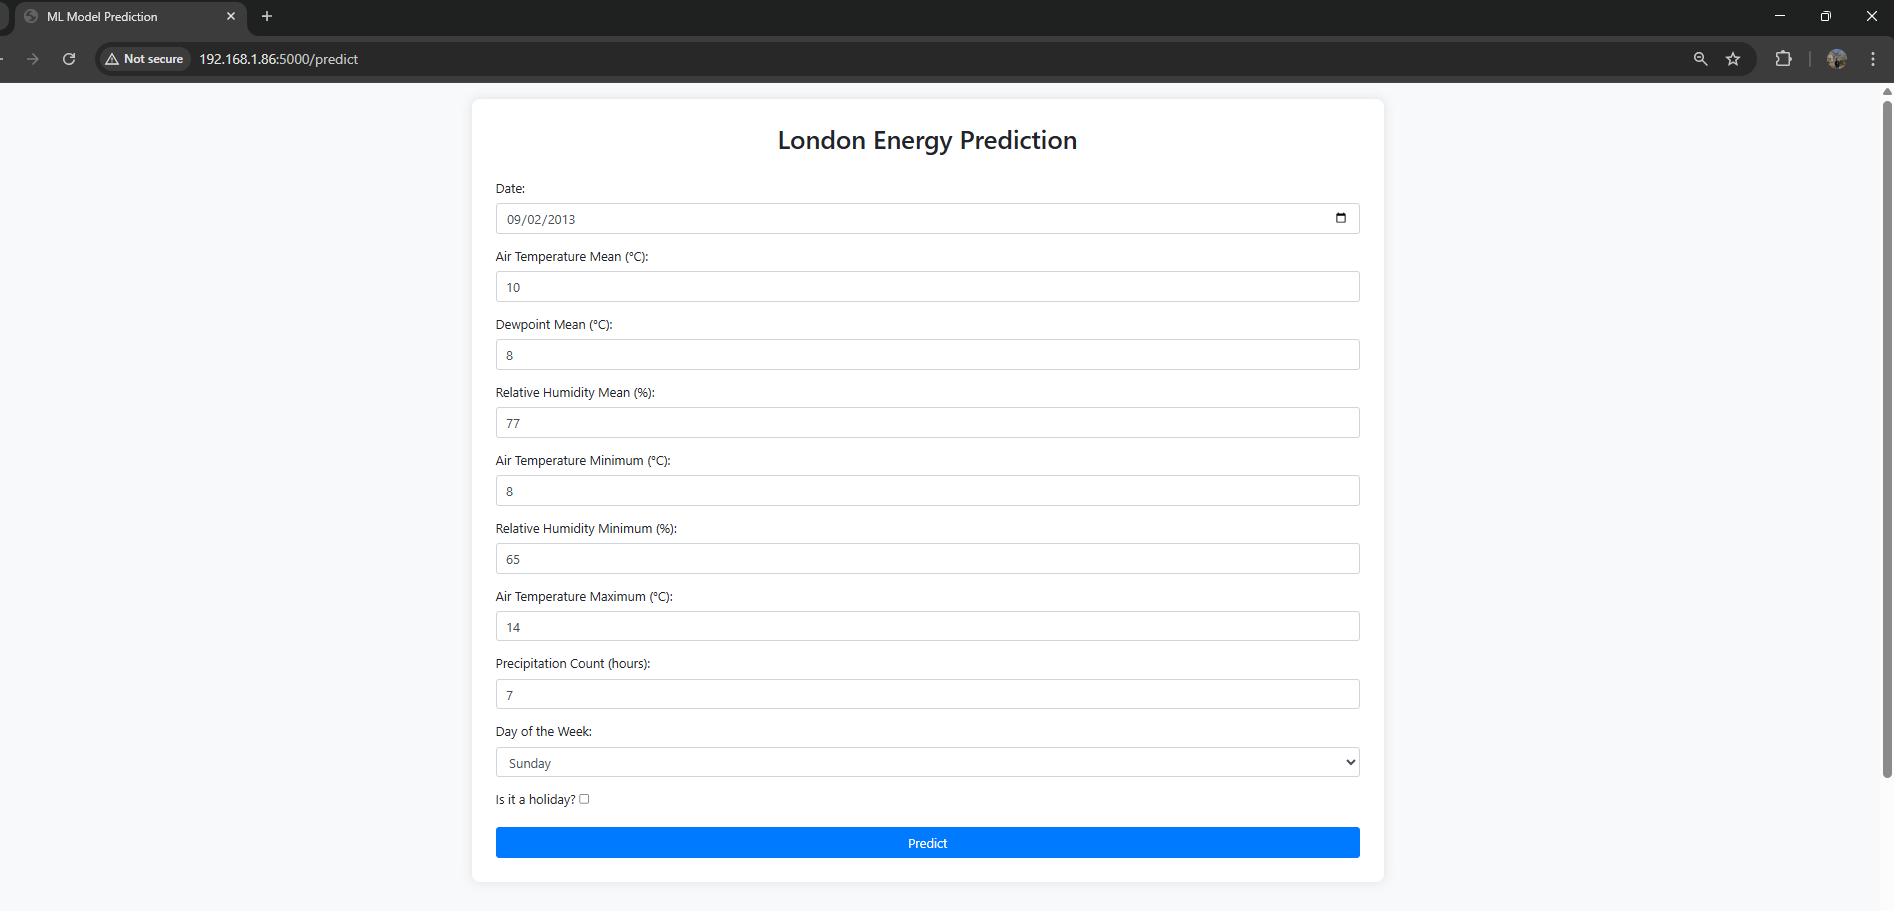 ML Model Prediction
Not secure 192.168.1.86:5000/predict
London Energy Prediction
Date:
09/02/2013
Air Temperature Mean (°C):
10
Dewpoint Mean (°C):
8
Relative Humidity Mean (%):
77
Air Temperature Minimum (°C):
8
Relative Humidity Minimum (%):
65
Air Temperature Maximum (°C):
14
Precipitation Count (hours):
7
Day of the Week:
Sunday
Is it a holiday?
Predict